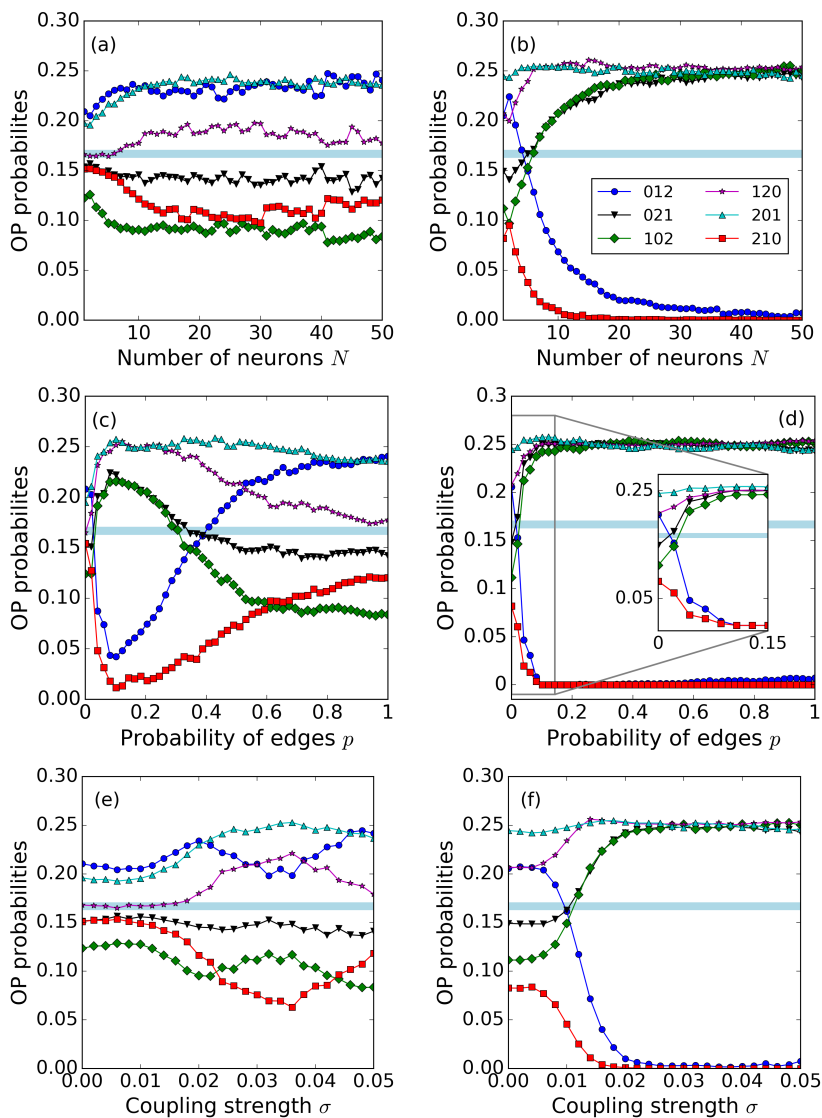 (a)
OP probabilites
0.30
0.25
0.20
0.15
0.10
0.05
0.00
10 20 30 40 50
Number of neurons N
(b)
OP probabilites
0.30
0.25
0.20
0.15
0.10
0.05
0.00
012 120
021 201
102 210
10 20 30 40 50
Number of neurons N
(c)
OP probabilites
0.30
0.25
0.20
0.15
0.10
0.05
0.00
0 0.2 0.4 0.6 0.8 1
Probability of edges p
(d)
OP probabilites
0.3
0.25
0.2
0.15
0.1
0.05
0
0.25
0.05
0 0.15
0 0.2 0.4 0.6 0.8 1
Probability of edges p
(e)
OP probabilities
0.30
0.25
0.20
0.15
0.10
0.05
0.00
0.00 0.01 0.02 0.03 0.04 0.05
Coupling strength σ
(f)
OP probabilities
0.30
0.25
0.20
0.15
0.10
0.05
0.00
0.00 0.01 0.02 0.03 0.04 0.05
Coupling strength σ